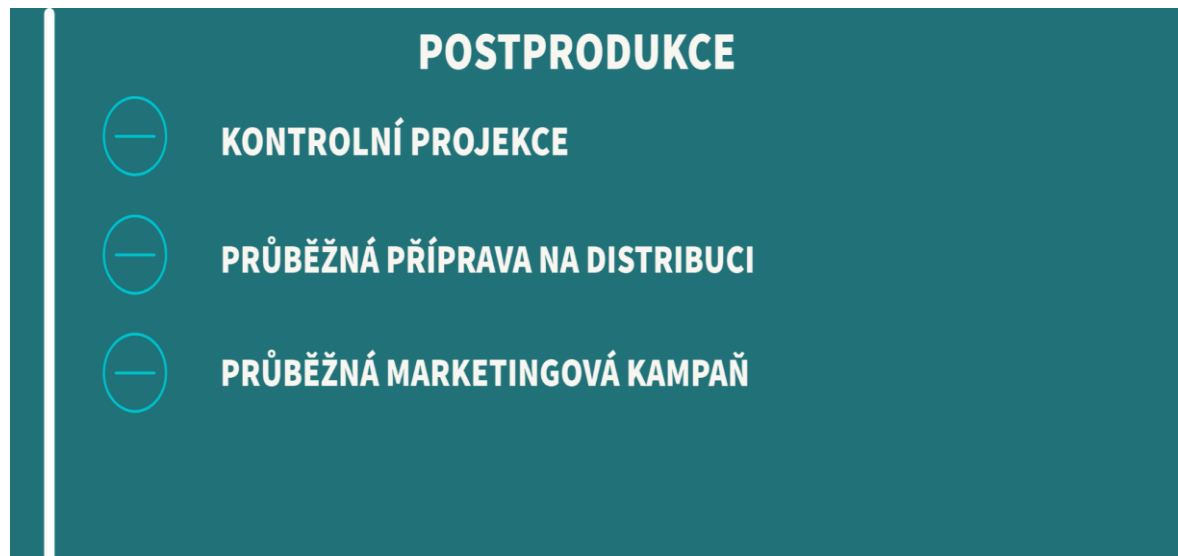 POSTPRODUKCE
KONTROLNÍ PROJEKCE
PRŮBĚŽNÁ PŘÍPRAVA NA DISTRIBUCI
PRŮBĚŽNÁ MARKETINGOVÁ KAMPAŇ